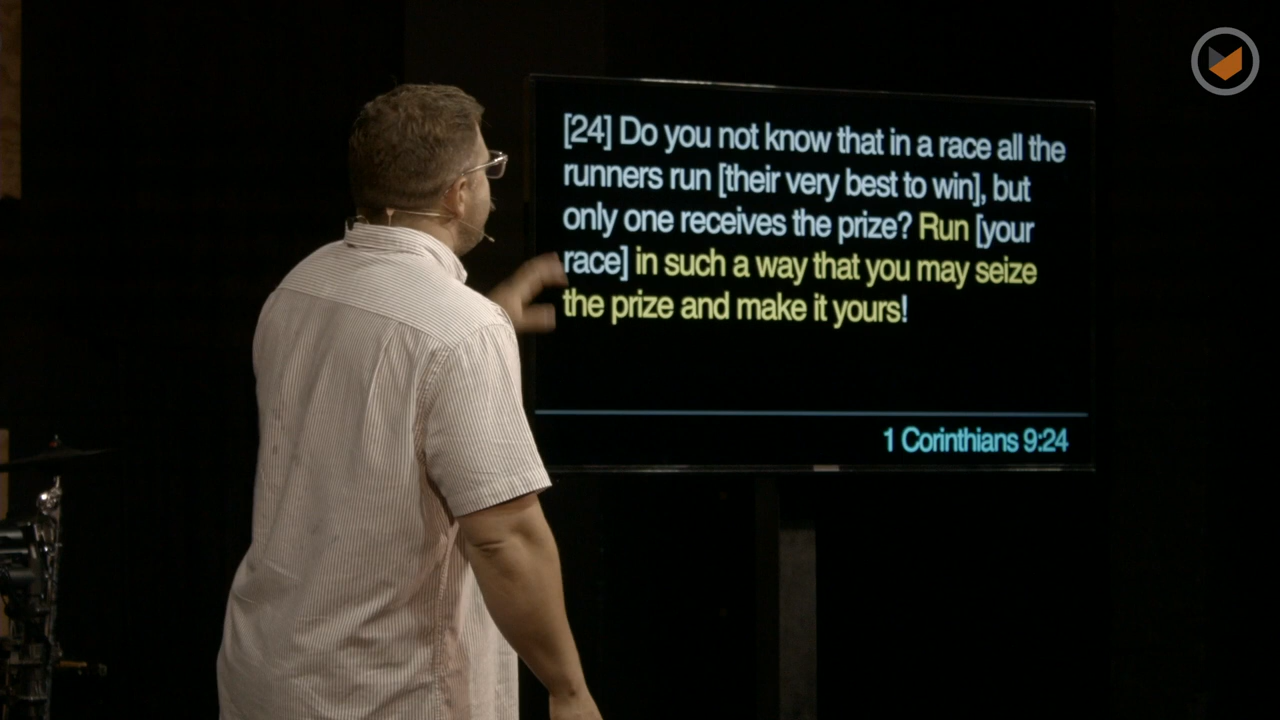 [24] Do you not know that in a race all the
runners run [their very best to win], but
only one receives the prize? Run [your
race] in such a way that you may seize
the prize and make it yours!
1 Corinthians 9:24